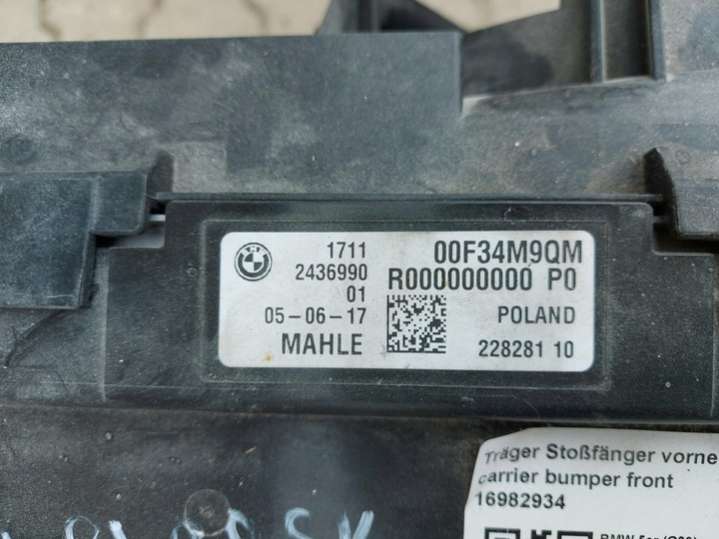 1711 00F34M9QM
2436990 R000000000 P0
01
05-06-17 POLAND
MAHLE 228281 10
Träger Stoßfänger vorne
carrier bumper front
16982934